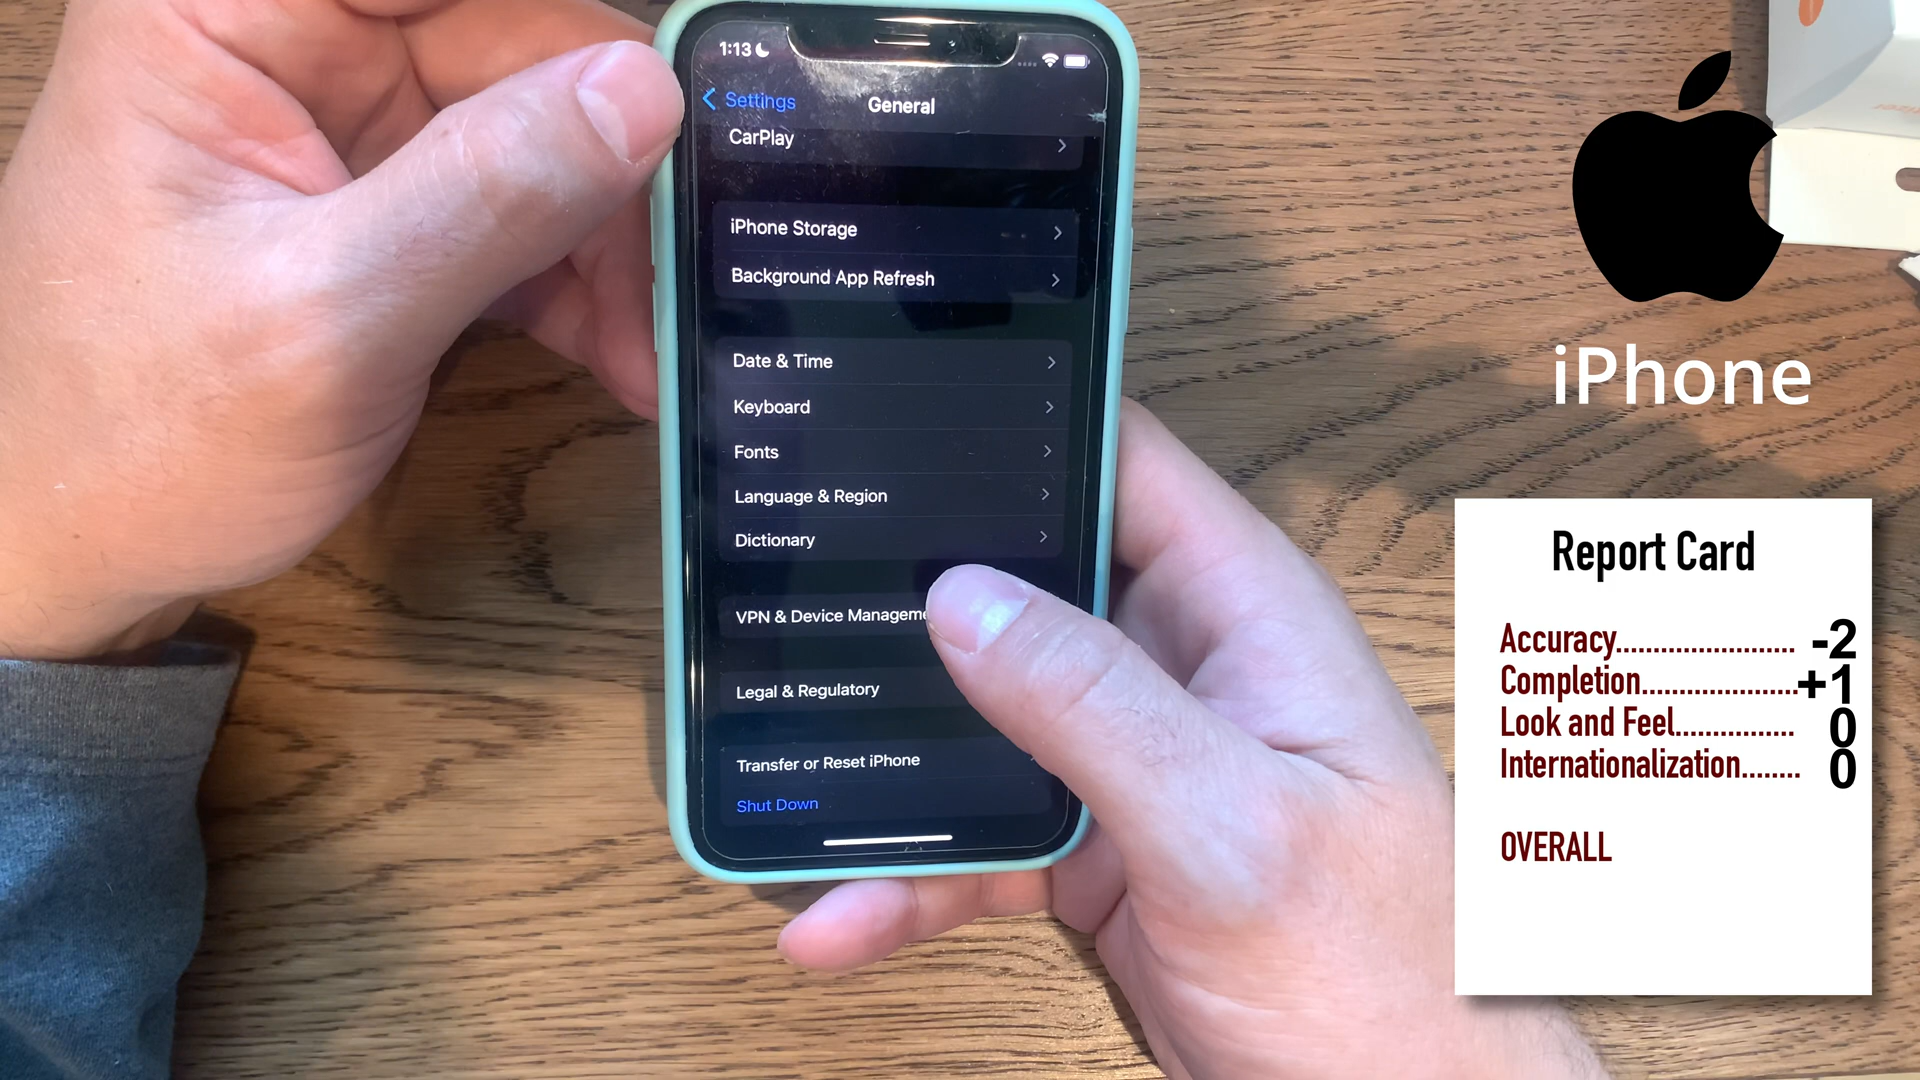 1:13
Settings
General
CarPlay
iPhone Storage
Background App Refresh
Date & Time
Keyboard
Fonts
Language & Region
Dictionary
VPN & Device Manageme
Legal & Regulatory
Transfer or Reset iPhone
Shut Down
iPhone
Report Card
Accuracy........................ -2
Completion.....................+1
Look and Feel................ 0
Internationalization........ 0
OVERALL